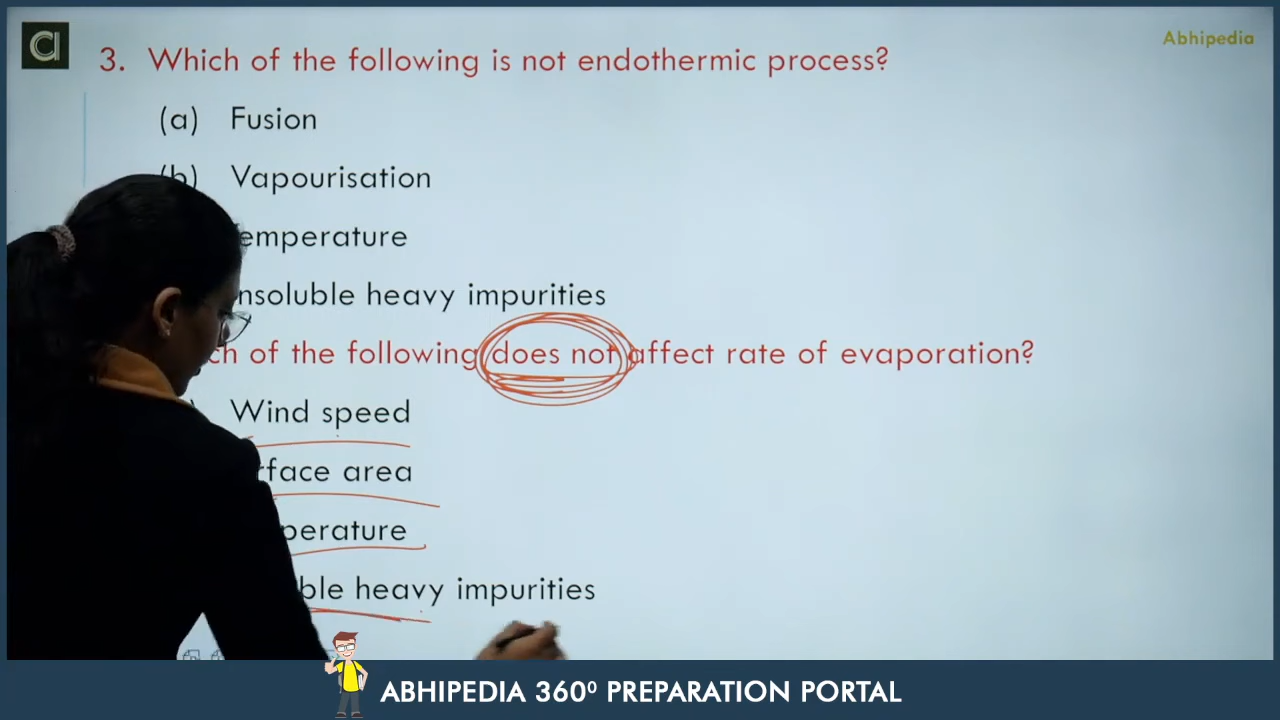 Abhipedia
3. Which of the following is not endothermic process?
(a) Fusion
(b) Vapourisation
emperature
nsoluble heavy impurities
ch of the following does not affect rate of evaporation?
Wind speed
rface area
perature
ble heavy impurities
ABHIPEDIA 360⁰ PREPARATION PORTAL